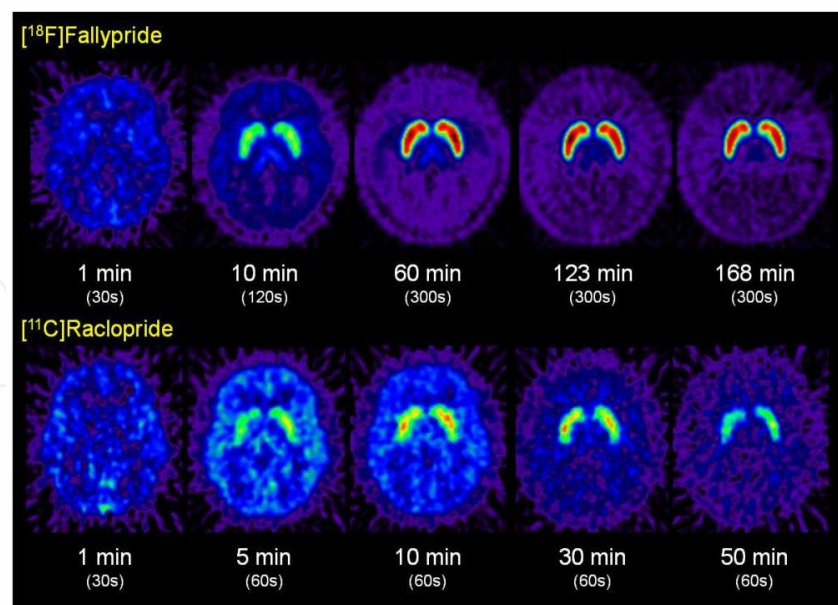 [¹⁸F]Fallypride
1 min 10 min 60 min 123 min 168 min
(30s) (120s) (300s) (300s) (300s)
[¹¹C]Raclopride
1 min 5 min 10 min 30 min 50 min
(30s) (60s) (60s) (60s) (60s)